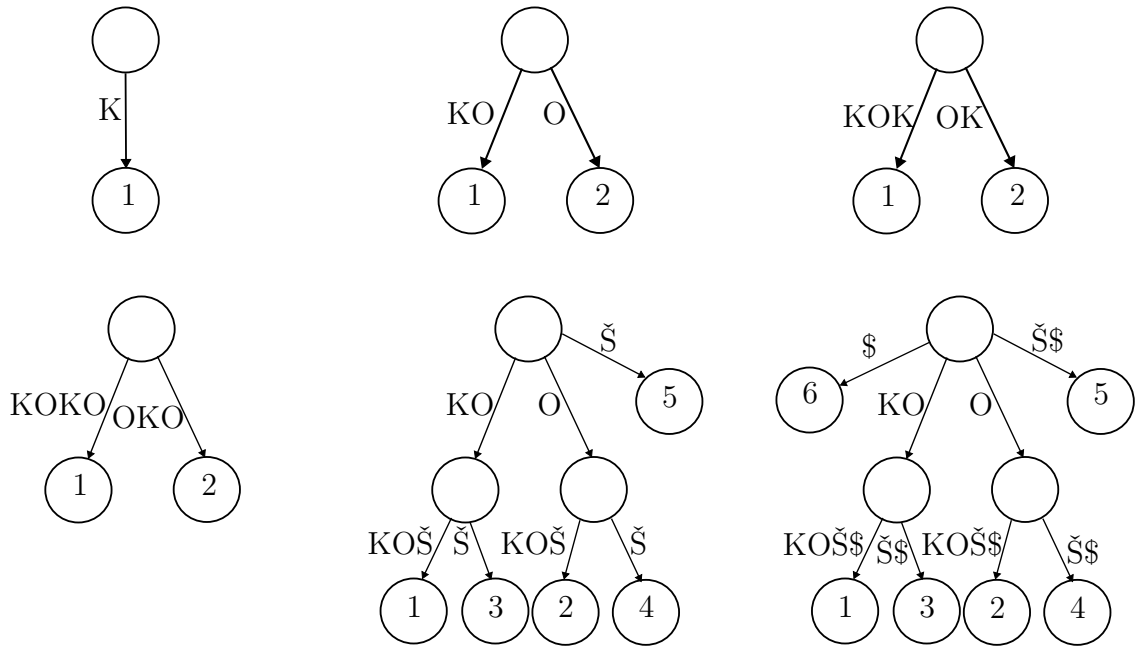 K
1
KO O
1 2
KOK OK
1 2
KOKO OKO
1 2
Š
5
KO O
KOŠ Š KOŠ Š
1 3 2 4
$ Š$
6 5
KO O
KOŠ$ Š$ KOŠ$ Š$
1 3 2 4